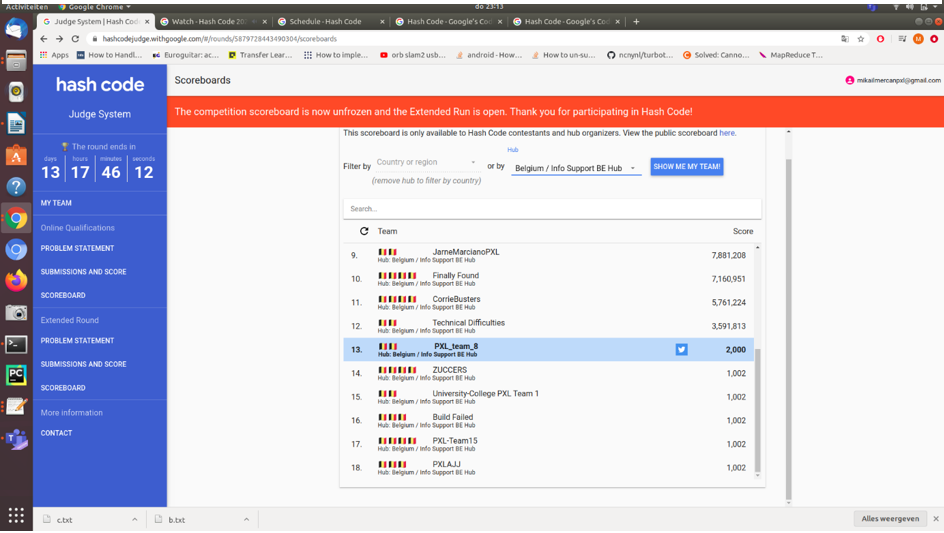 Activiteiten Google Chrome do 23:13
Judge System | Hash Cod Watch - Hash Code 20 Schedule - Hash Code Hash Code - Google's Co Hash Code - Google's Co
hashcodejudge.withgoogle.com/#/rounds/5879728443490304/scoreboards
Apps How to Handl... Euroguitar: ac... Transfer Lear... How to imple... orb slam2 usb... android - How... How to un-su... ncnynl/turbot... Solved: Canno... MapReduce T...
hash code
Judge System
Scoreboards
mikailmercanpxl@gmail.com
The competition scoreboard is now unfrozen and the Extended Run is open. Thank you for participating in Hash Code!
The round ends in
days hours minutes seconds
13 17 46 12
MY TEAM
Online Qualifications
PROBLEM STATEMENT
SUBMISSIONS AND SCORE
SCOREBOARD
Extended Round
PROBLEM STATEMENT
SUBMISSIONS AND SCORE
SCOREBOARD
More information
CONTACT
This scoreboard is only available to Hash Code contestants and hub organizers. View the public scoreboard here.
Hub
Filter by Country or region or by Belgium / Info Support BE Hub SHOW ME MY TEAM!
(remove hub to filter by country)
Search...
Team Score
9. JarneMarcianoPXL 7,881,208
Hub: Belgium / Info Support BE Hub
10. Finally Found 7,160,951
Hub: Belgium / Info Support BE Hub
11. CorrieBusters 5,761,224
Hub: Belgium / Info Support BE Hub
12. Technical Difficulties 3,591,813
Hub: Belgium / Info Support BE Hub
13. PXL_team_8 2,000
Hub: Belgium / Info Support BE Hub
14. ZUCCERS 1,002
Hub: Belgium / Info Support BE Hub
15. University-College PXL Team 1 1,002
Hub: Belgium / Info Support BE Hub
16. Build Failed 1,002
Hub: Belgium / Info Support BE Hub
17. PXL-Team15 1,002
Hub: Belgium / Info Support BE Hub
18. PXLAJJ 1,002
Hub: Belgium / Info Support BE Hub
c.txt b.txt Alles weergeven